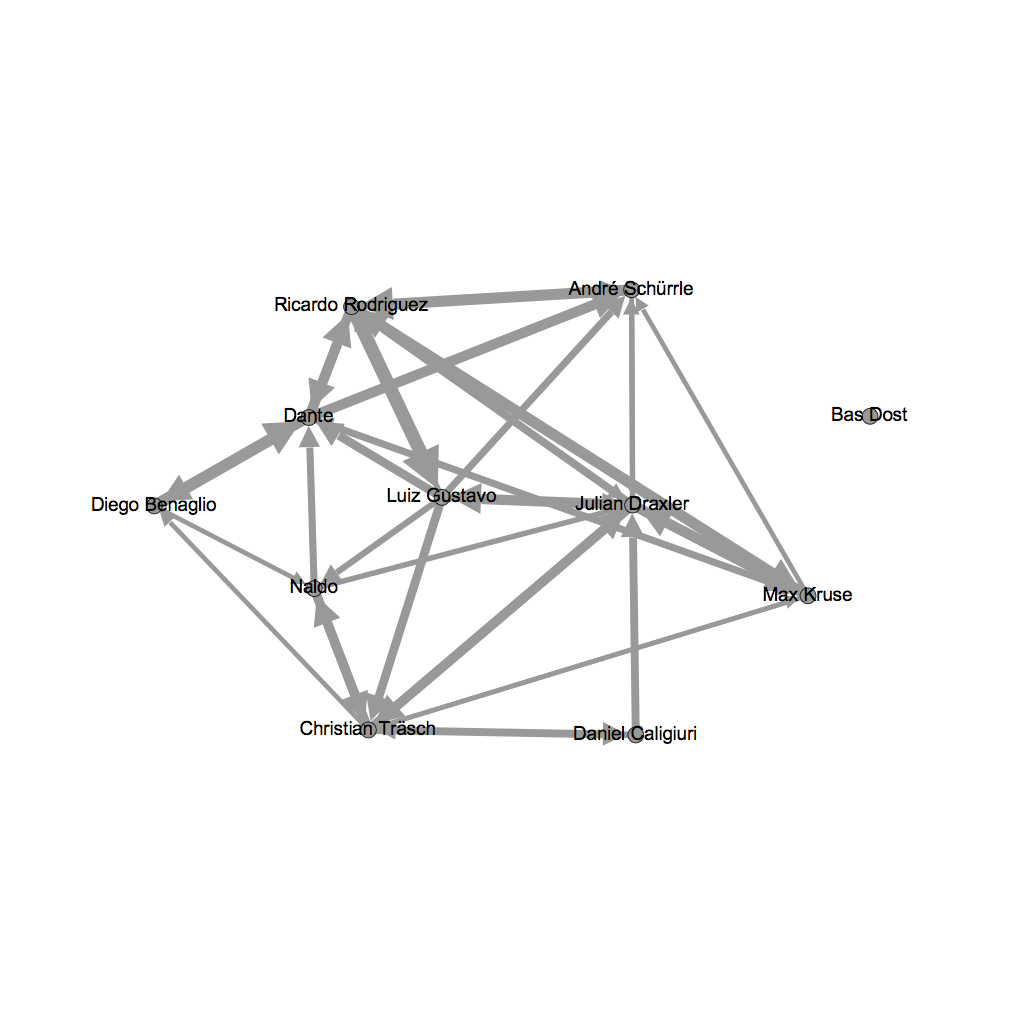 André Schürrle
Ricardo Rodriguez
Bas Dost
Dante
Luiz Gustavo
Julian Draxler
Diego Benaglio
Naldo
Max Kruse
Christian Träsch
Daniel Caligiuri